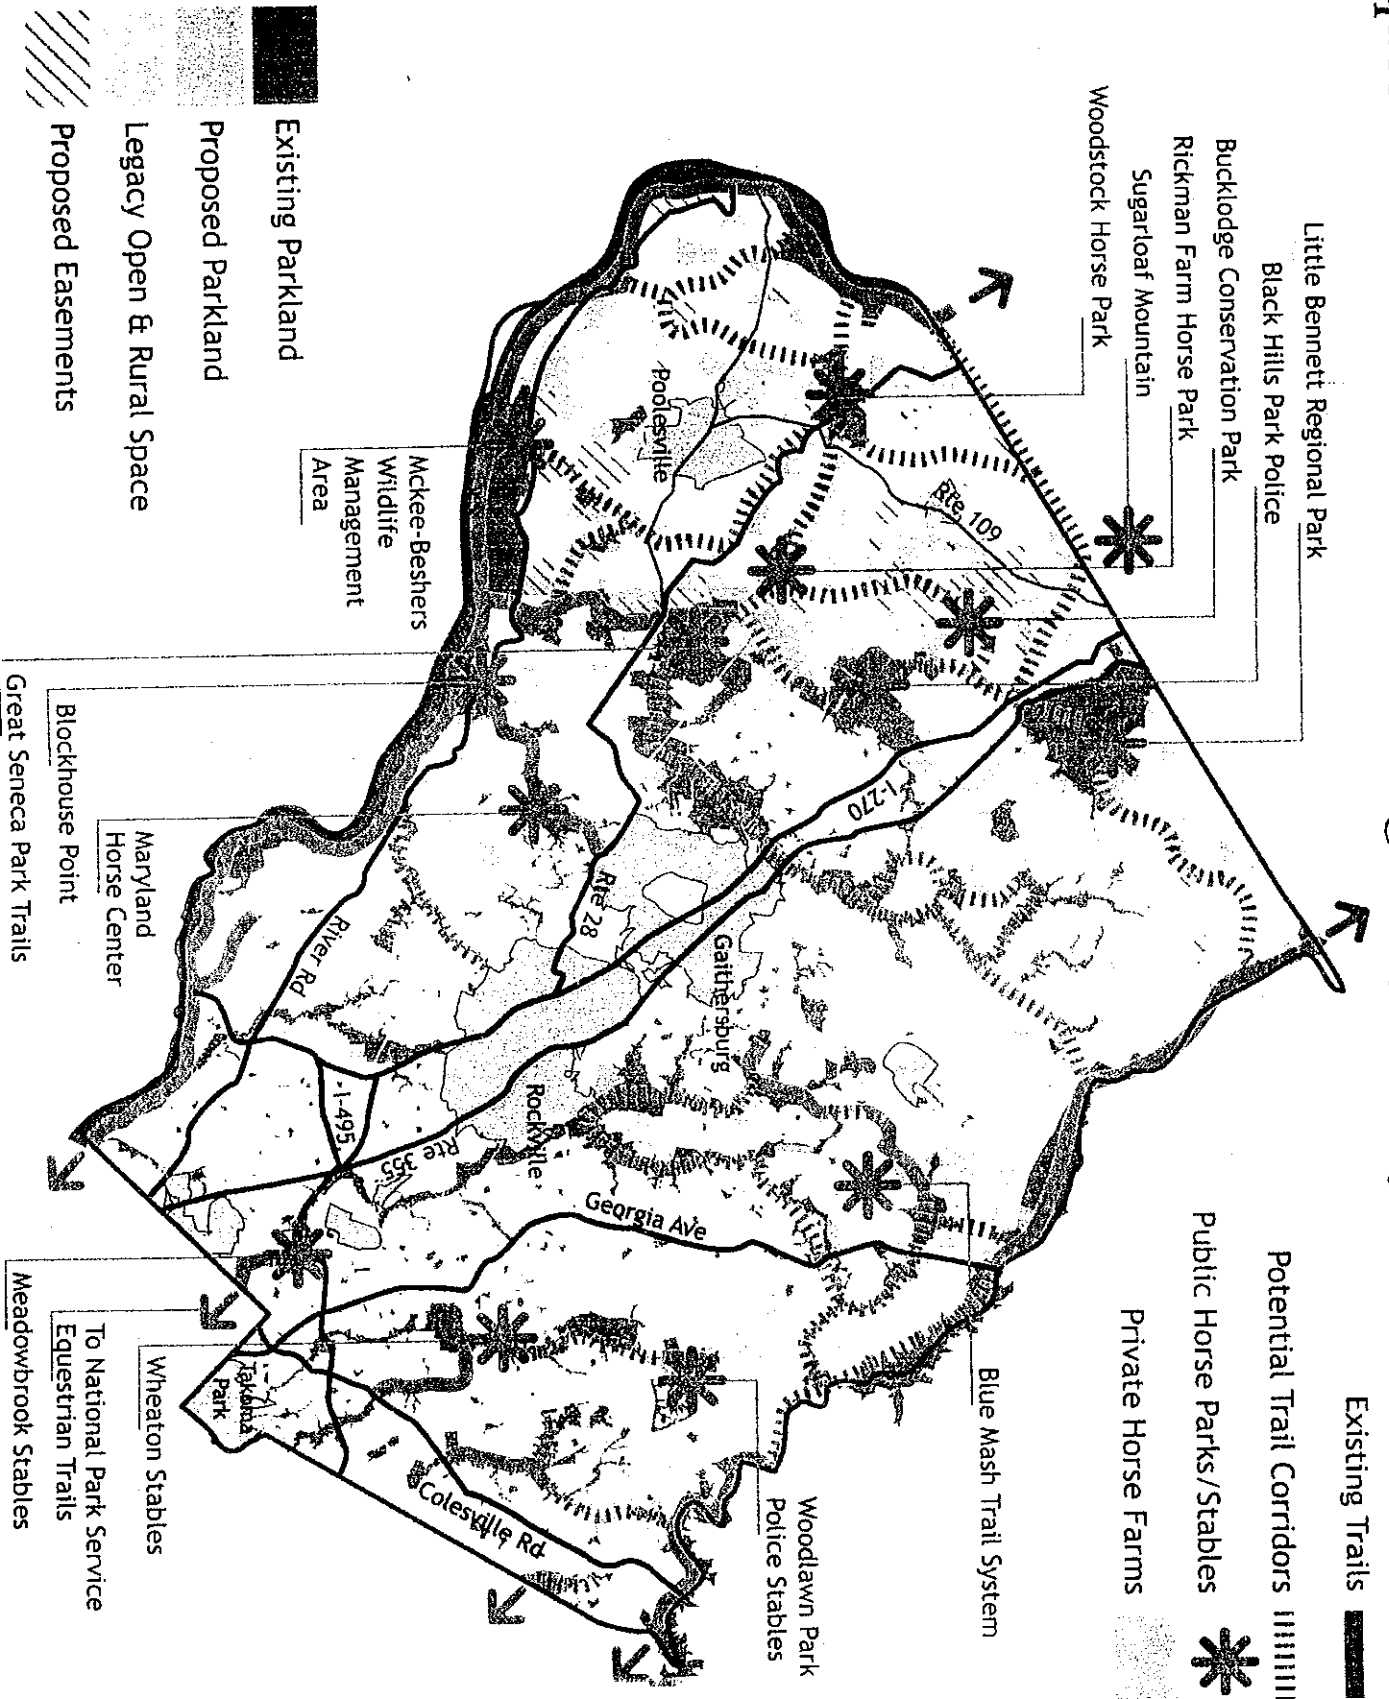 Existing Trails
Potential Trail Corridors
Public Horse Parks/Stables
Private Horse Farms
Little Bennett Regional Park
Black Hills Park Police
Bucklodge Conservation Park
Rickman Farm Horse Park
Sugarloaf Mountain
Woodstock Horse Park
Blue Mash Trail System
Woodlawn Park
Police Stables
Rte 109
I-270
Poolesville
Gaithersburg
Rte 28
Rockville
Georgia Ave
River Rd
I-495
Rte 355
Colesville Rd
Takoma
Park
Mckee-Beshers
Wildlife
Management
Area
Existing Parkland
Proposed Parkland
Legacy Open & Rural Space
Proposed Easements
Maryland
Horse Center
Blockhouse Point
Great Seneca Park Trails
Wheaton Stables
To National Park Service
Equestrian Trails
Meadowbrook Stables